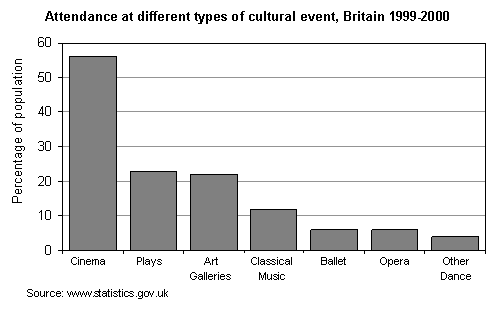 Attendance at different types of cultural event, Britain 1999-2000
Percentage of population
60
50
40
30
20
10
0
Cinema Plays Art Galleries Classical Music Ballet Opera Other Dance
Source: www.statistics.gov.uk